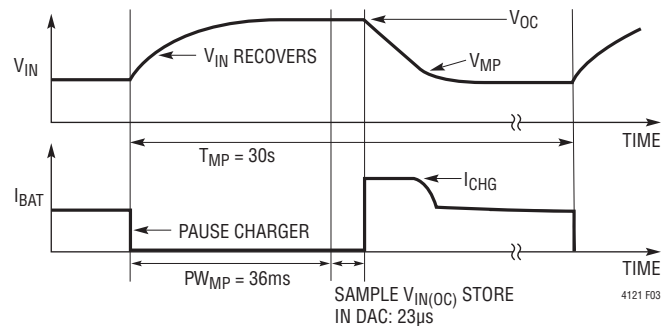 VOC
VIN
VIN RECOVERS
VMP
TIME
TMP = 30s
IBAT
ICHG
PAUSE CHARGER
TIME
PWMP = 36ms
SAMPLE VIN(OC) STORE
IN DAC: 23µs
4121 F03